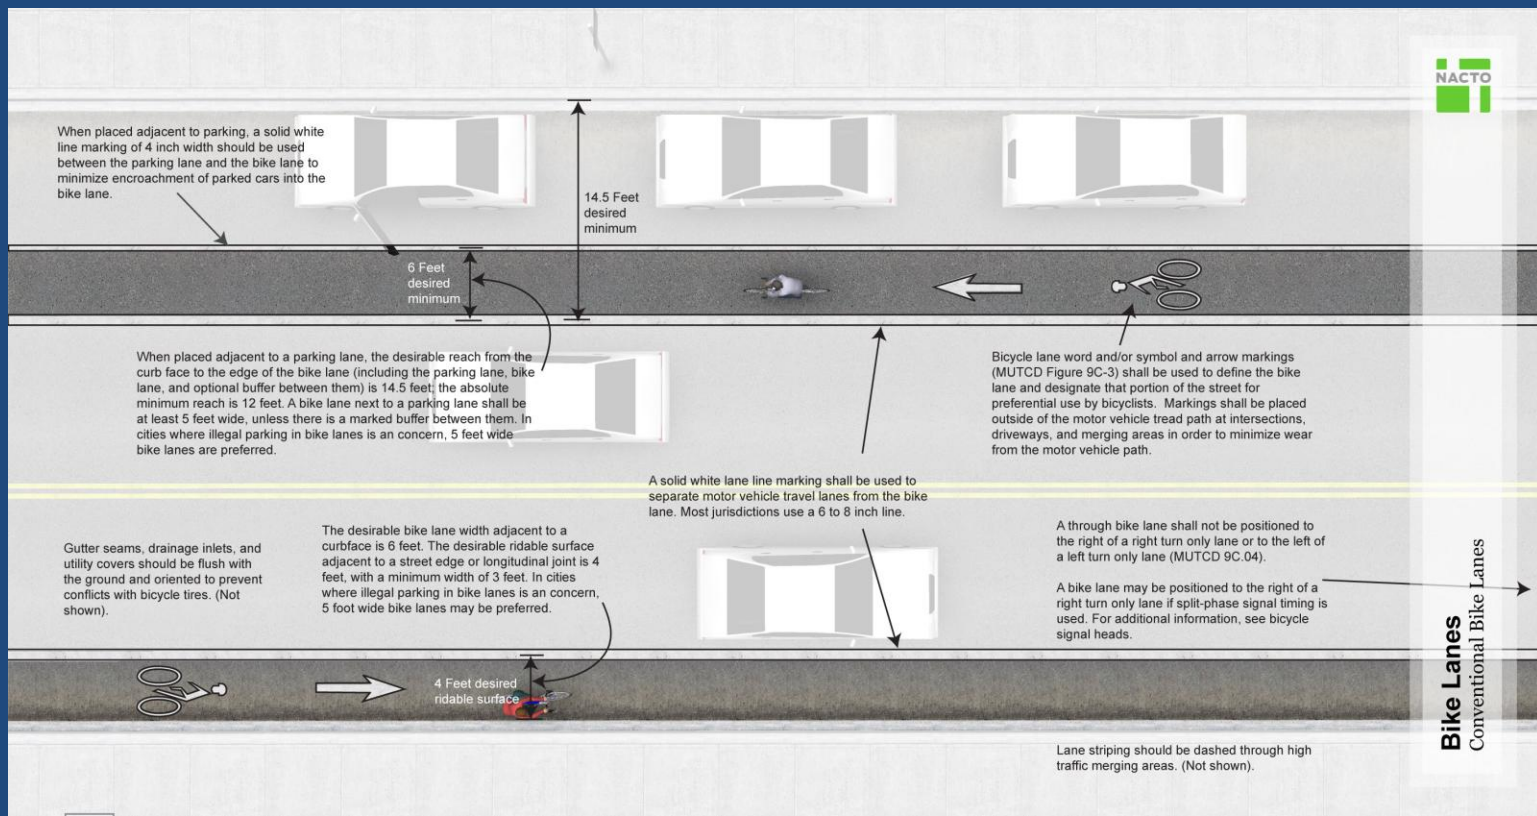 NACTO
When placed adjacent to parking, a solid white
line marking of 4 inch width should be used
between the parking lane and the bike lane to
minimize encroachment of parked cars into the
bike lane.
14.5 Feet
desired
minimum
6 Feet
desired
minimum
When placed adjacent to a parking lane, the desirable reach from the
curb face to the edge of the bike lane (including the parking lane, bike
lane, and optional buffer between them) is 14.5 feet; the absolute
minimum reach is 12 feet. A bike lane next to a parking lane shall be
at least 5 feet wide, unless there is a marked buffer between them. In
cities where illegal parking in bike lanes is an concern, 5 feet wide
bike lanes are preferred.
Bicycle lane word and/or symbol and arrow markings
(MUTCD Figure 9C-3) shall be used to define the bike
lane and designate that portion of the street for
preferential use by bicyclists. Markings shall be placed
outside of the motor vehicle tread path at intersections,
driveways, and merging areas in order to minimize wear
from the motor vehicle path.
A solid white lane line marking shall be used to
separate motor vehicle travel lanes from the bike
lane. Most jurisdictions use a 6 to 8 inch line.
Gutter seams, drainage inlets, and
utility covers should be flush with
the ground and oriented to prevent
conflicts with bicycle tires. (Not
shown).
The desirable bike lane width adjacent to a
curbface is 6 feet. The desirable ridable surface
adjacent to a street edge or longitudinal joint is 4
feet, with a minimum width of 3 feet. In cities
where illegal parking in bike lanes is an concern,
5 foot wide bike lanes may be preferred.
A through bike lane shall not be positioned to
the right of a right turn only lane or to the left of
a left turn only lane (MUTCD 9C.04).
A bike lane may be positioned to the right of a
right turn only lane if split-phase signal timing is
used. For additional information, see bicycle
signal heads.
4 Feet desired
ridable surface
Lane striping should be dashed through high
traffic merging areas. (Not shown).
Bike Lanes
Conventional Bike Lanes